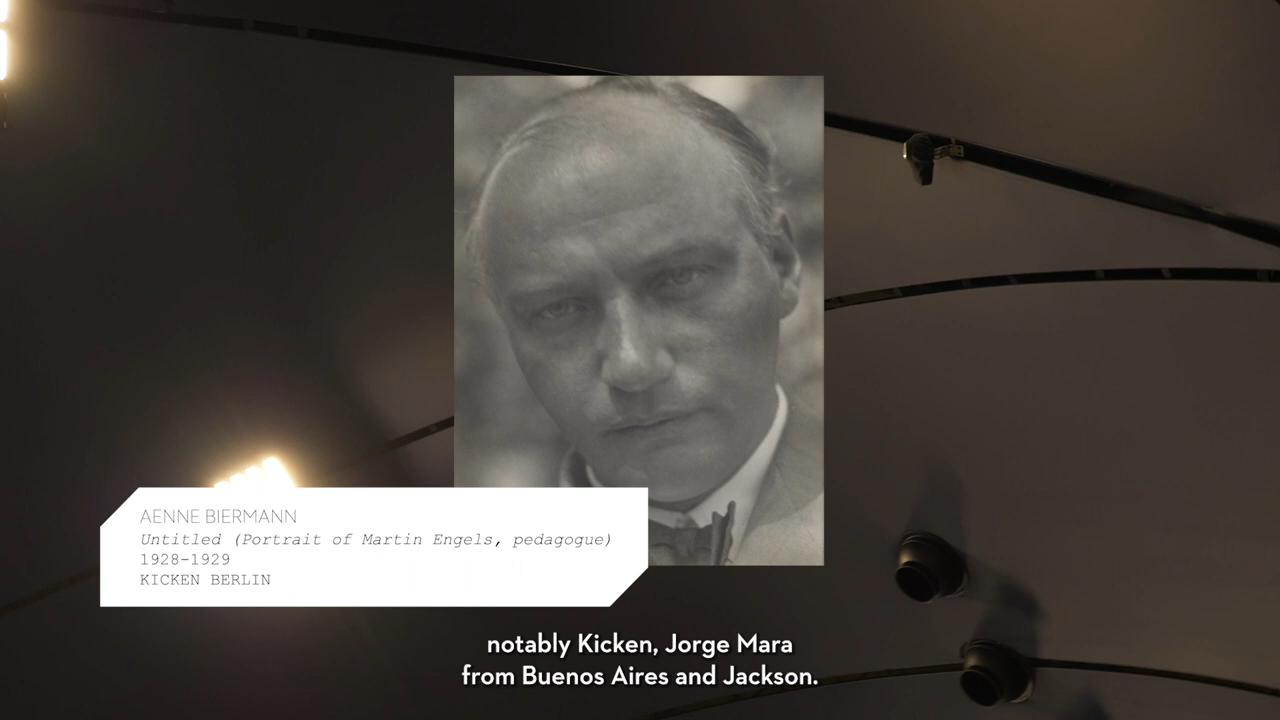 AENNE BIERMANN
Untitled (Portrait of Martin Engels, pedagogue)
1928-1929
KICKEN BERLIN
notably Kicken, Jorge Mara
from Buenos Aires and Jackson.